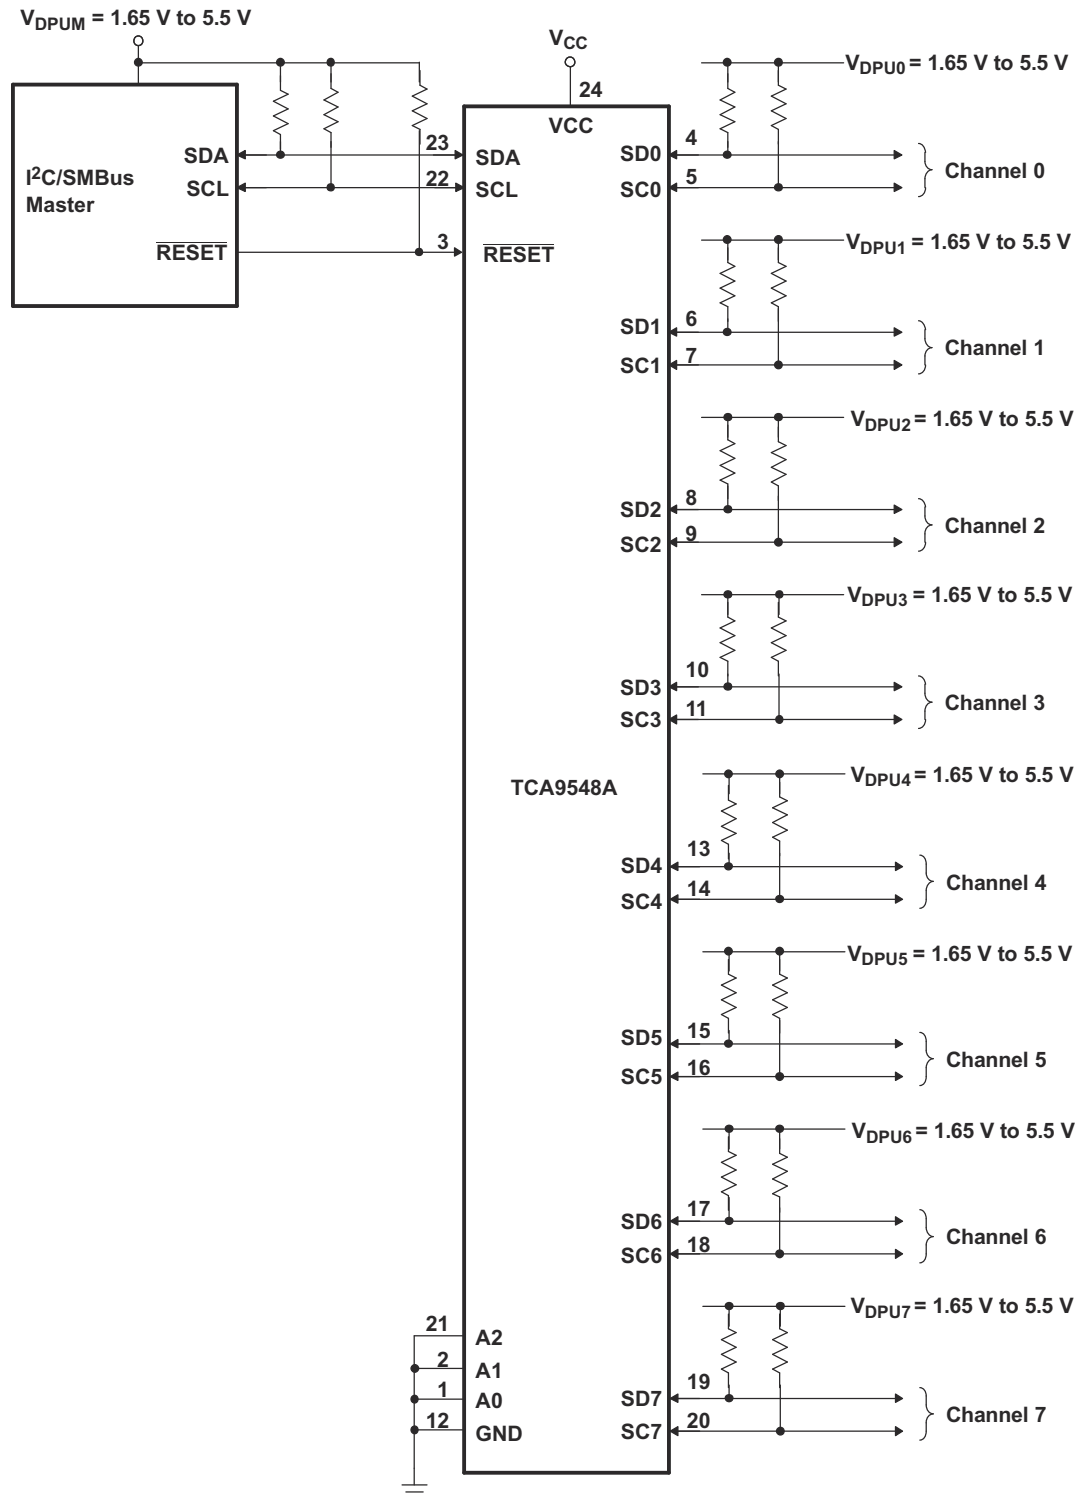 V_DPUM = 1.65 V to 5.5 V
I²C/SMBus
Master
SDA
SCL
RESET
23
22
3
V_CC
24
VCC
SDA
SCL
RESET
TCA9548A
21
A2
2
A1
1
A0
12
GND
V_DPU0 = 1.65 V to 5.5 V
SD0
4
SC0
5
Channel 0
V_DPU1 = 1.65 V to 5.5 V
SD1
6
SC1
7
Channel 1
V_DPU2 = 1.65 V to 5.5 V
SD2
8
SC2
9
Channel 2
V_DPU3 = 1.65 V to 5.5 V
SD3
10
SC3
11
Channel 3
V_DPU4 = 1.65 V to 5.5 V
SD4
13
SC4
14
Channel 4
V_DPU5 = 1.65 V to 5.5 V
SD5
15
SC5
16
Channel 5
V_DPU6 = 1.65 V to 5.5 V
SD6
17
SC6
18
Channel 6
V_DPU7 = 1.65 V to 5.5 V
SD7
19
SC7
20
Channel 7